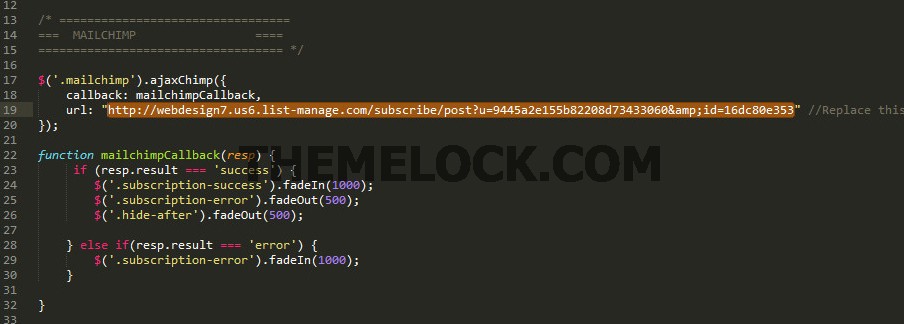 12
13 /* ================================
14 === MAILCHIMP ====
15 ================================== */
16
17 $('.mailchimp').ajaxChimp({
18 callback: mailchimpCallback,
19 url: "http://webdesign7.us6.list-manage.com/subscribe/post?u=9445a2e155b82208d73433060&amp;id=16dc80e353" //Replace this
20 });
21
22 function mailchimpCallback(resp) {
23 if (resp.result === 'success') {
24 $('.subscription-success').fadeIn(1000);
25 $('.subscription-error').fadeOut(500);
26 $('.hide-after').fadeOut(500);
27
28 } else if(resp.result === 'error') {
29 $('.subscription-error').fadeIn(1000);
30 }
31
32 }
33
THEMELOCK.COM